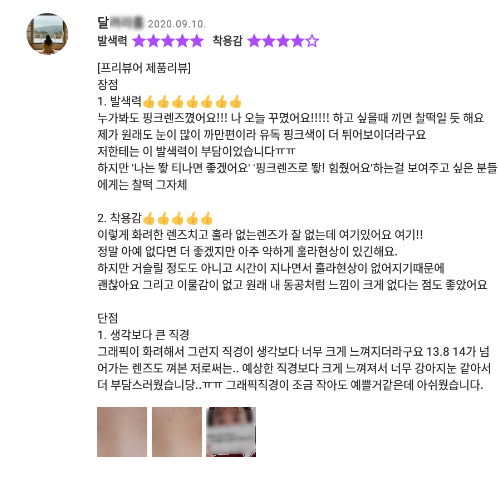 달 2020.09.10.
발색력 ★★★★★ 착용감 ★★★★☆
[프리뷰어 제품리뷰]
장점
1. 발색력👍👍👍👍👍👍👍
누가봐도 핑크렌즈꼈어요!!! 나 오늘 꾸몄어요!!!!! 하고 싶을때 끼면 찰떡일 듯 해요
제가 원래도 눈이 많이 까만편이라 유독 핑크색이 더 튀어보이더라구요
저한테는 이 발색력이 부담이었습니다ㅠㅠ
하지만 '나는 뙇 티나면 좋겠어요' '핑크렌즈로 뙇! 힘줬어요'하는걸 보여주고 싶은 분들
에게는 찰떡 그자체
2. 착용감👍👍👍👍👍
이렇게 화려한 렌즈치고 훌라 없는렌즈가 잘 없는데 여기있어요 여기!!
정말 아예 없다면 더 좋겠지만 아주 약하게 훌라현상이 있긴해요.
하지만 거슬릴 정도도 아니고 시간이 지나면서 훌라현상이 없어지기때문에
괜찮아요 그리고 이물감이 없고 원래 내 동공처럼 느낌이 크게 없다는 점도 좋았어요
단점
1. 생각보다 큰 직경
그래픽이 화려해서 그런지 직경이 생각보다 너무 크게 느껴지더라구요 13.8 14가 넘
어가는 렌즈도 껴본 저로써는.. 예상한 직경보다 크게 느껴져서 너무 강아지눈 같아서
더 부담스러웠습니당..ㅠㅠ 그래픽직경이 조금 작아도 예쁠거같은데 아쉬웠습니다.